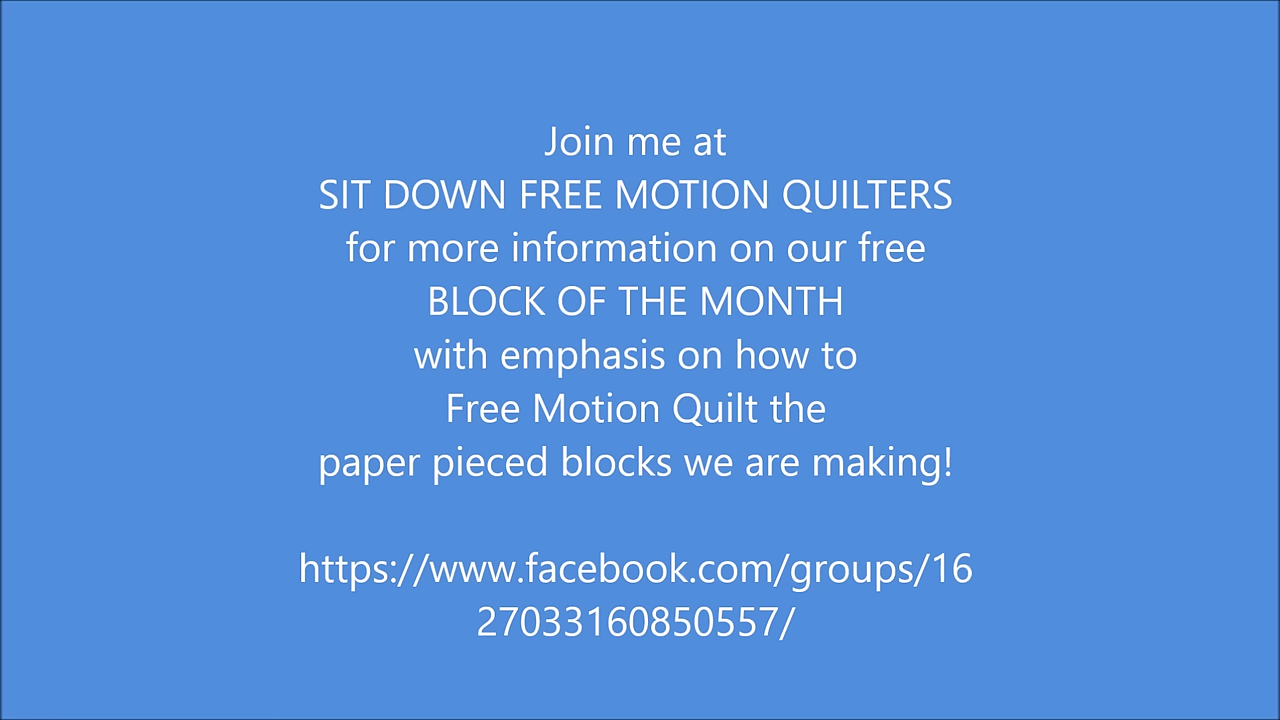 Join me at
SIT DOWN FREE MOTION QUILTERS
for more information on our free
BLOCK OF THE MONTH
with emphasis on how to
Free Motion Quilt the
paper pieced blocks we are making!
https://www.facebook.com/groups/16
27033160850557/